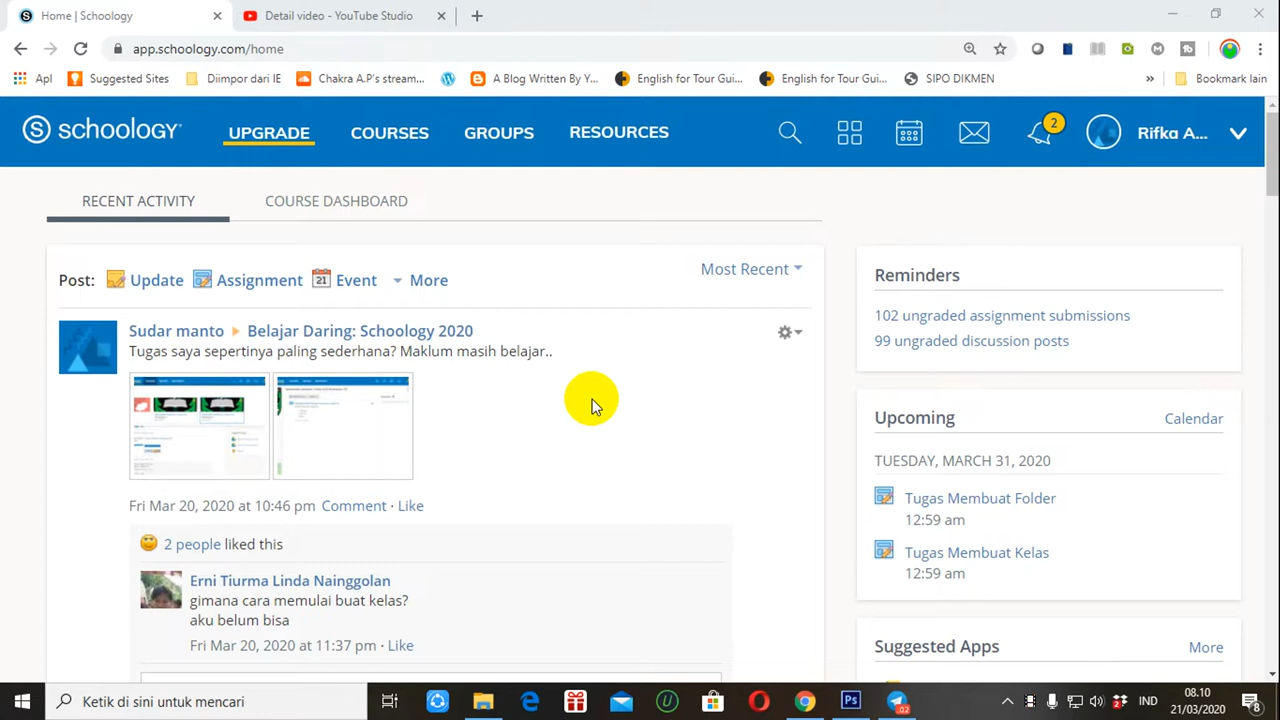 Home | Schoology
Detail video - YouTube Studio
app.schoology.com/home
Apl
Suggested Sites
Diimpor dari IE
Chakra A.P's stream...
A Blog Written By Y...
English for Tour Gui...
English for Tour Gui...
SIPO DIKMEN
»
Bookmark lain
schoology
UPGRADE
COURSES
GROUPS
RESOURCES
2
Rifka A...
RECENT ACTIVITY
COURSE DASHBOARD
Post:
Update
Assignment
21
Event
More
Most Recent
Sudar manto
Belajar Daring: Schoology 2020
Tugas saya sepertinya paling sederhana? Maklum masih belajar..
Fri Mar 20, 2020 at 10:46 pm Comment · Like
2 people liked this
Erni Tiurma Linda Nainggolan
gimana cara memulai buat kelas?
aku belum bisa
Fri Mar 20, 2020 at 11:37 pm · Like
Reminders
102 ungraded assignment submissions
99 ungraded discussion posts
Upcoming
Calendar
TUESDAY, MARCH 31, 2020
Tugas Membuat Folder
12:59 am
Tugas Membuat Kelas
12:59 am
Suggested Apps
More
Ketik di sini untuk mencari
Ps
IND
08.10
21/03/2020
8